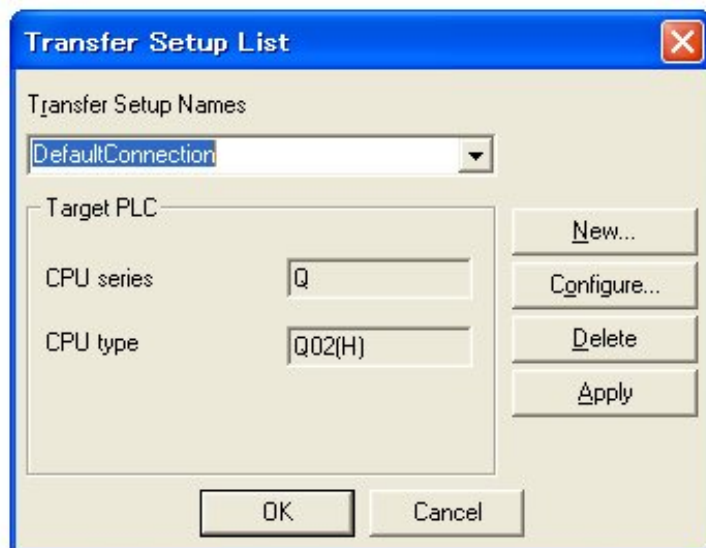 Transfer Setup List
Transfer Setup Names
DefaultConnection
Target PLC
CPU series
Q
CPU type
Q02(H)
New...
Configure...
Delete
Apply
OK
Cancel